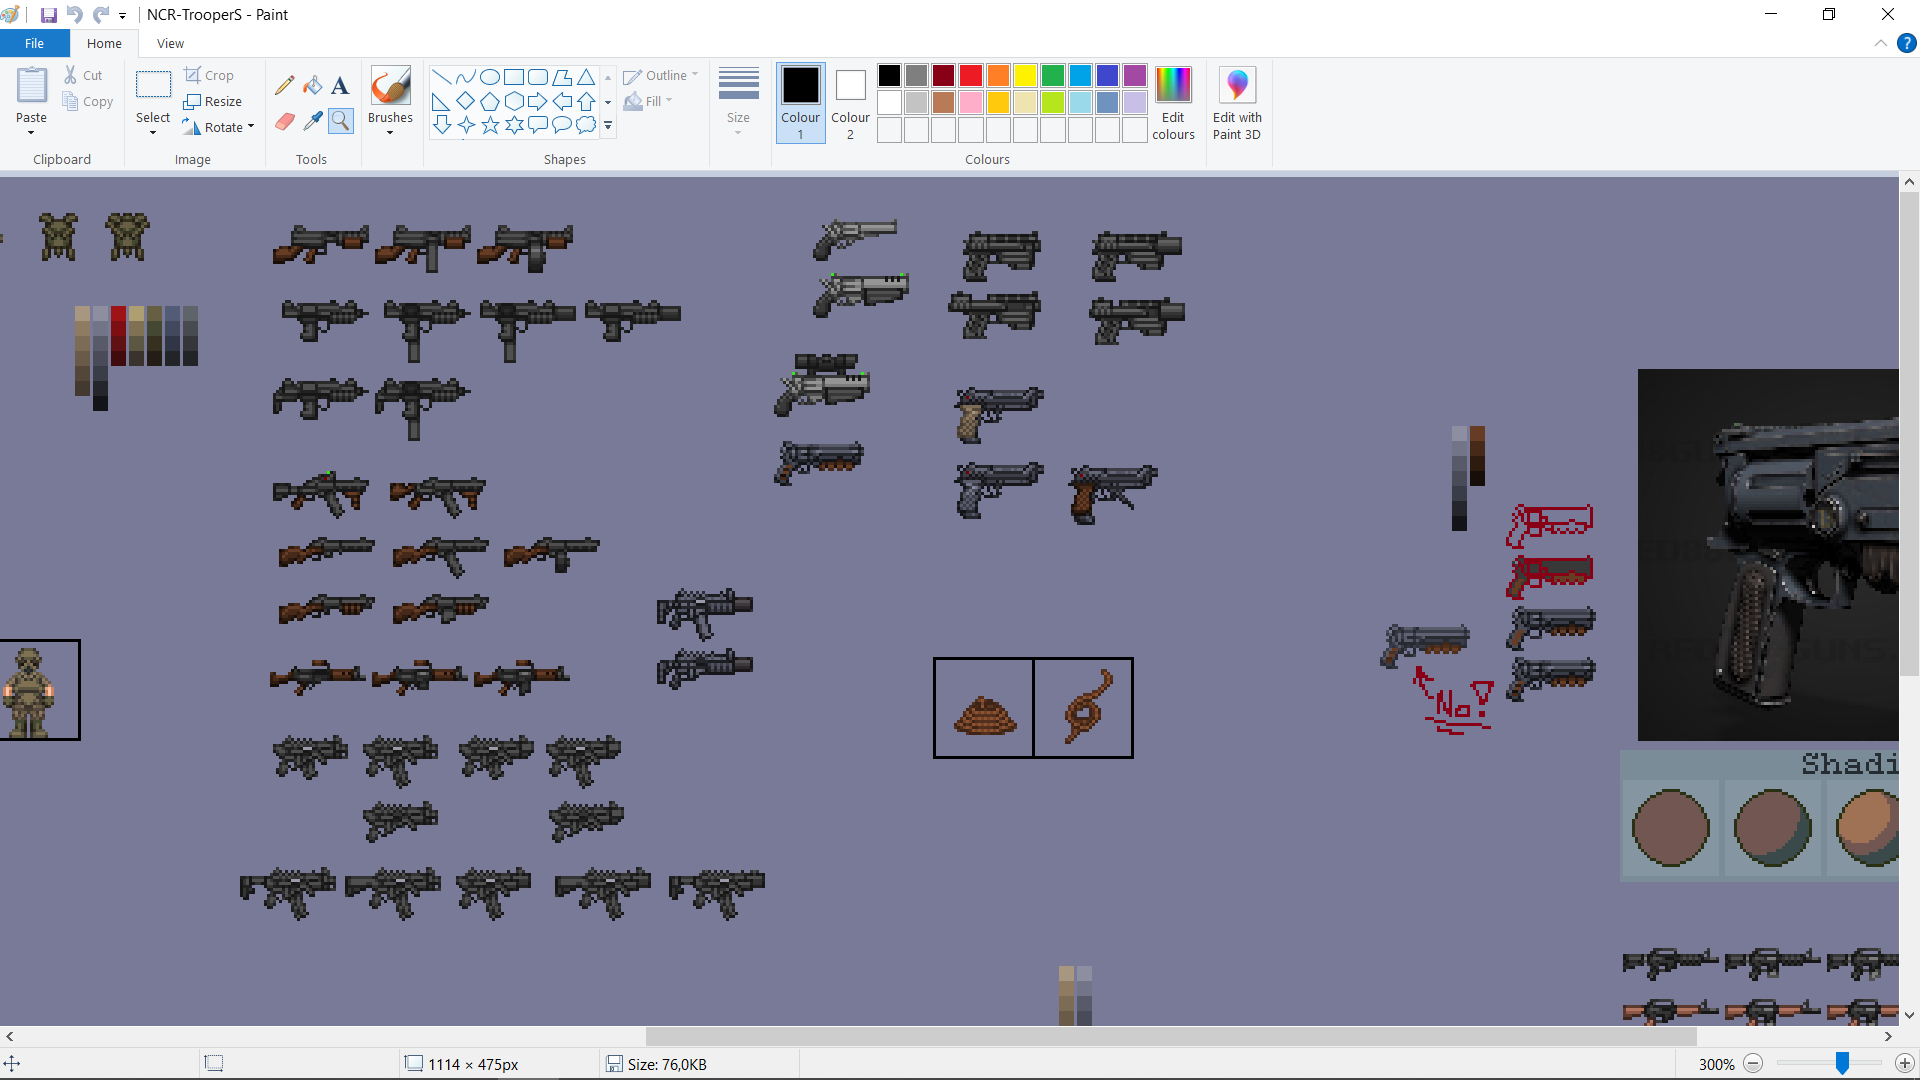 NCR-TrooperS - Paint
File
Home
View
Paste
Cut
Copy
Clipboard
Select
Crop
Resize
Rotate
Image
A
Tools
Brushes
Outline
Fill
Shapes
Size
Colour 1
Colour 2
Edit colours
Edit with Paint 3D
Colours
No!
Shadi
1114 × 475px
Size: 76,0KB
300%